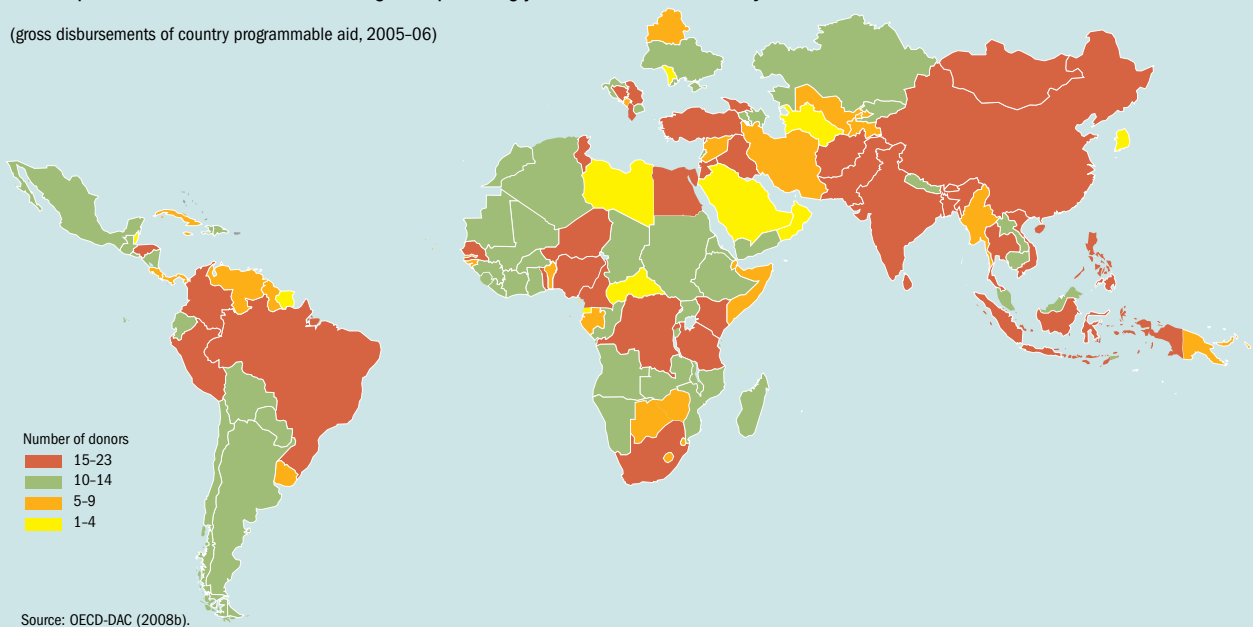 (gross disbursements of country programmable aid, 2005–06)
Number of donors
15–23
10–14
5–9
1–4
Source: OECD-DAC (2008b).